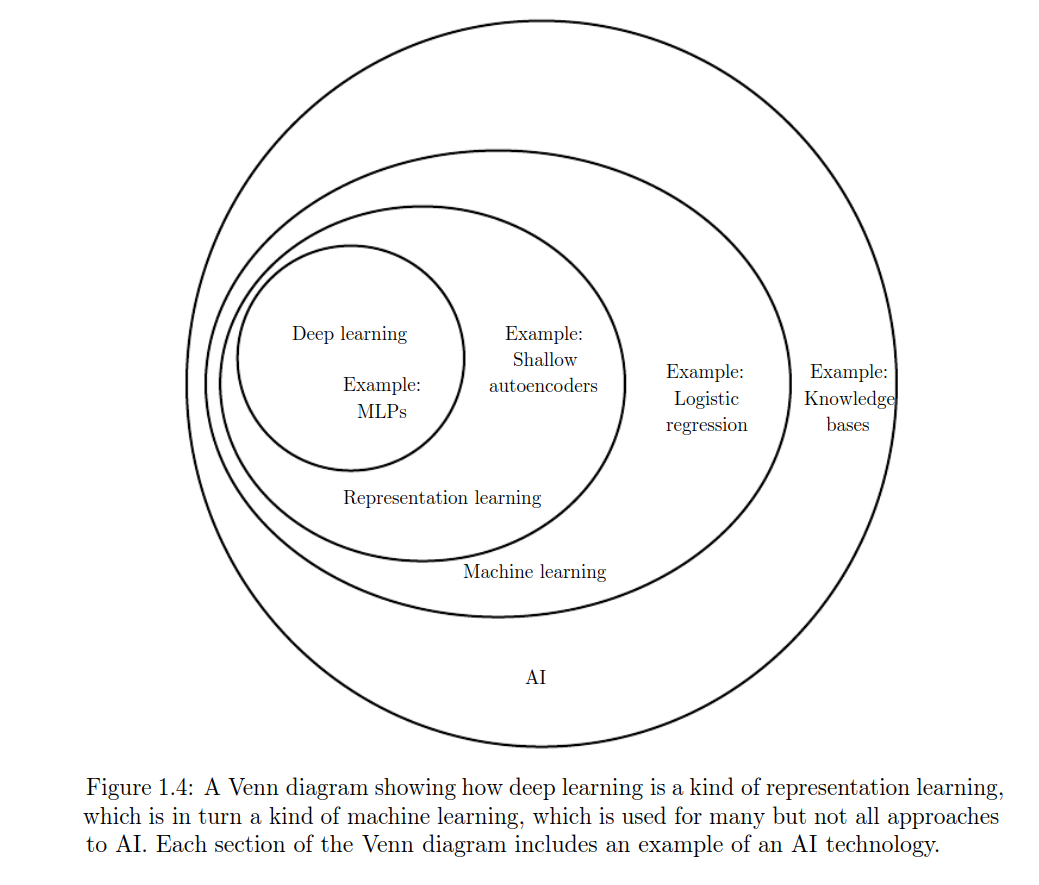 Deep learning
Example:
MLPs
Example:
Shallow
autoencoders
Example:
Logistic
regression
Example:
Knowledge
bases
Representation learning
Machine learning
AI
Figure 1.4: A Venn diagram showing how deep learning is a kind of representation learning,
which is in turn a kind of machine learning, which is used for many but not all approaches
to AI. Each section of the Venn diagram includes an example of an AI technology.